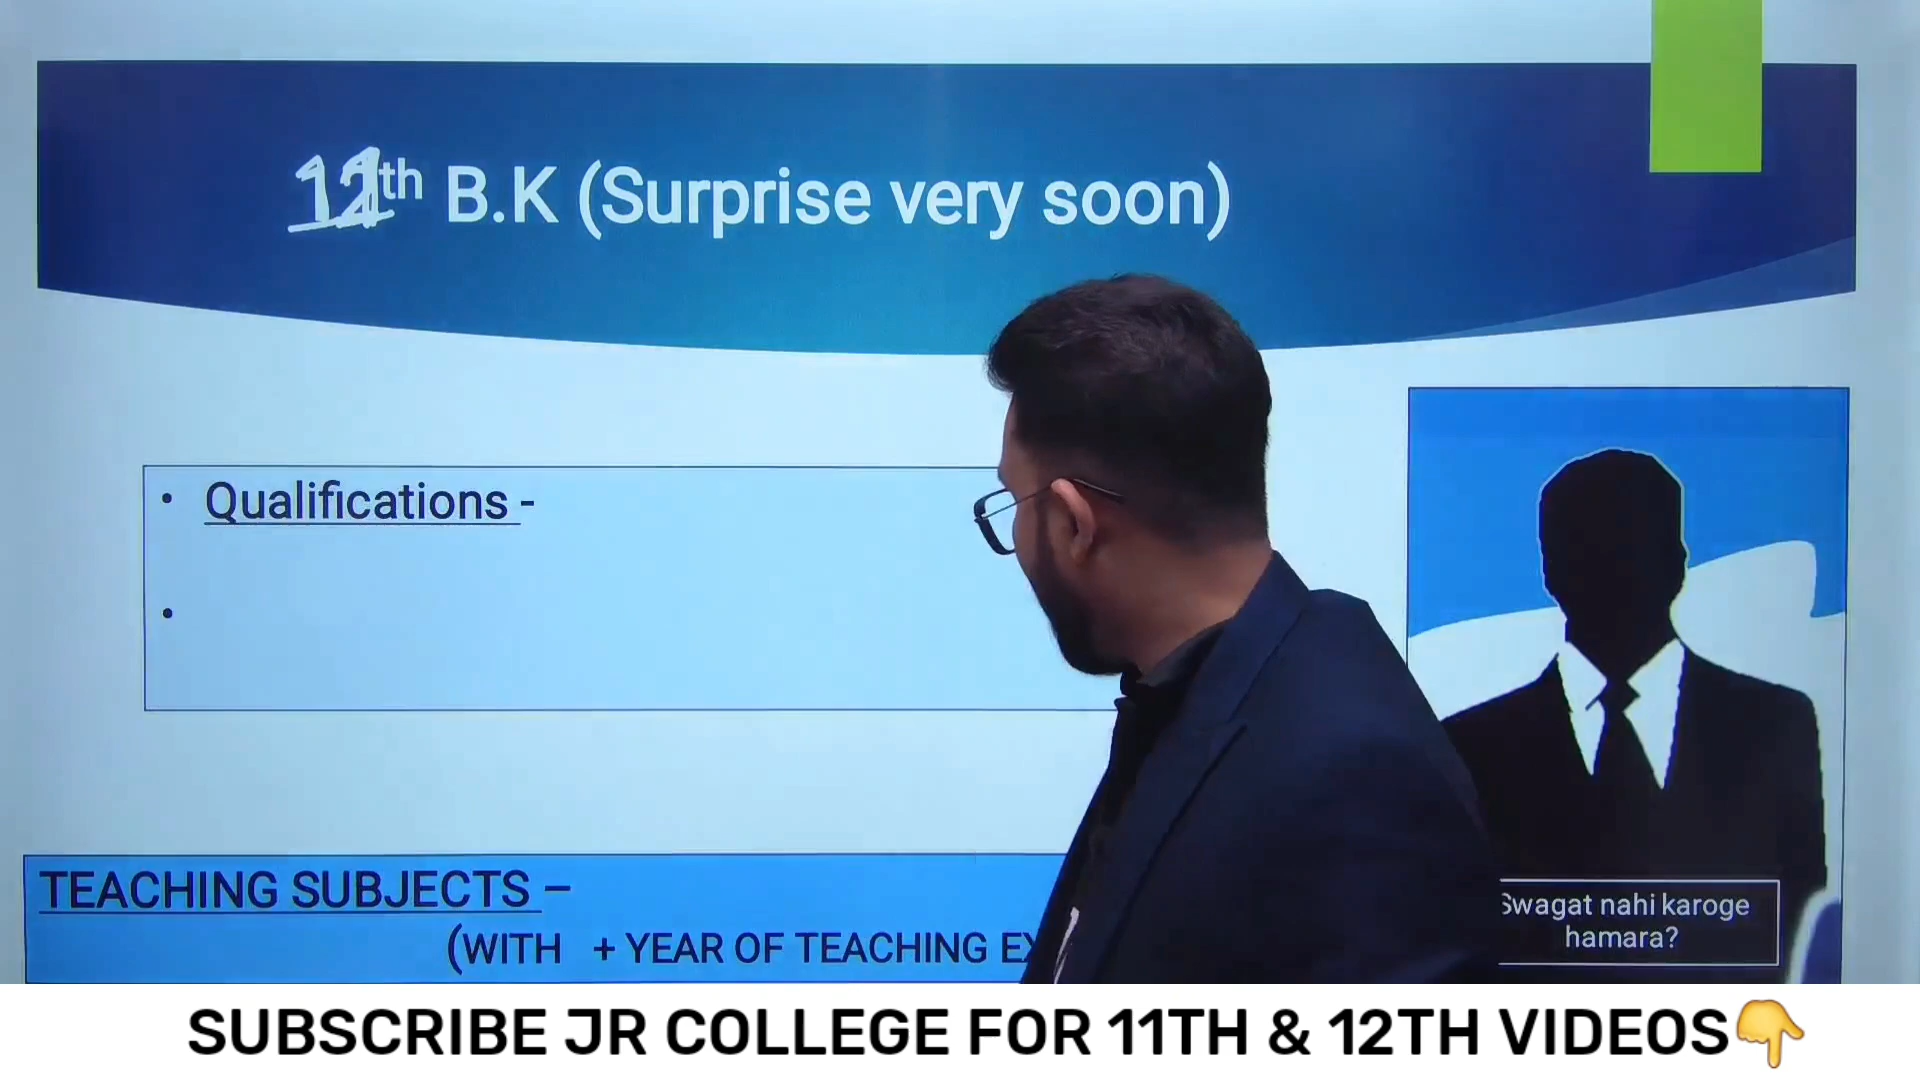 12th B.K (Surprise very soon)
• Qualifications -
•
TEACHING SUBJECTS –
(WITH + YEAR OF TEACHING
Swagat nahi karoge
hamara?
SUBSCRIBE JR COLLEGE FOR 11TH & 12TH VIDEOS👇